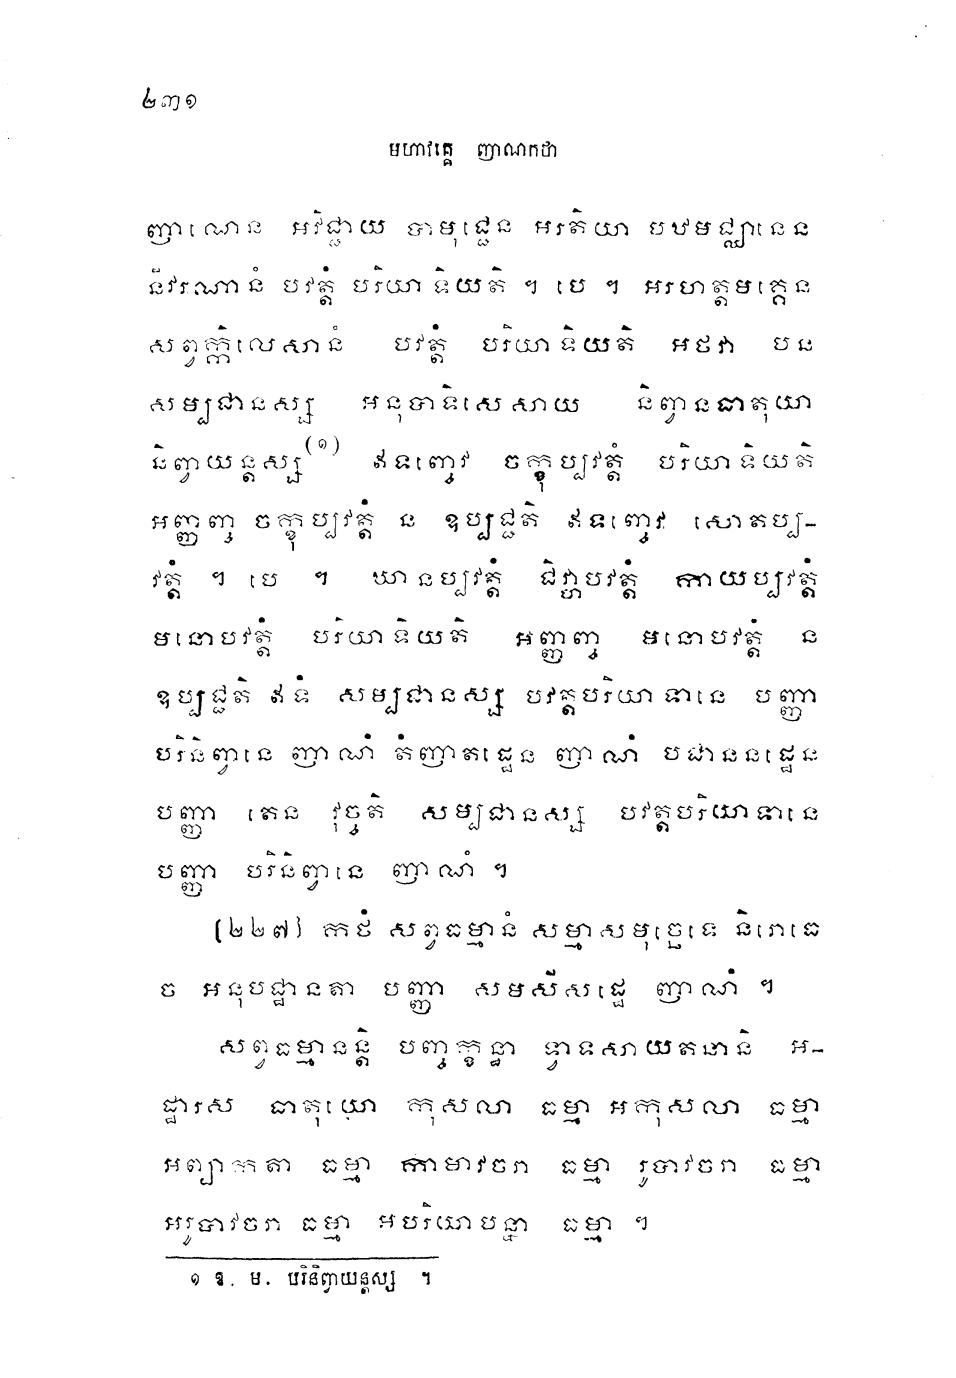 ២៣១
មហាវគ្គេ ញាណកថា
ញាណេន អវិជ្ជាយ បាមុជ្ជេន អរតិយា បឋមជ្ឈានេន
នីវរណានំ បវត្តំ បរិយាទិយតិ ។ បេ ។ អរហត្តមគ្គេន
សព្វក្កិលេសានំ បវត្តំ បរិយាទិយតិ អថវា បន
សម្បជានស្ស អនុបាទិសេសាយ និព្វានធាតុយា
និព្វាយន្តស្ស(១) ឥទញ្ចេវ ចក្ខុប្បវត្តំ បរិយាទិយតិ
អញ្ញញ្ច ចក្ខុប្បវត្តំ ន ឧប្បជ្ជតិ ឥទញ្ចេវ សោតប្ប-
វត្តំ ។ បេ ។ ឃានប្បវត្តំ ជិវ្ហាបវត្តំ កាយប្បវត្តំ
មនោបវត្តំ បរិយាទិយតិ អញ្ញញ្ច មនោបវត្តំ ន
ឧប្បជ្ជតិ ឥទំ សម្បជានស្ស បវត្តបរិយាទានេ បញ្ញា
បរិនិព្វានេ ញាណំ តំញាតដ្ឋេន ញាណំ បជាននដ្ឋេន
បញ្ញា តេន វុច្ចតិ សម្បជានស្ស បវត្តបរិយាទានេ
បញ្ញា បរិនិព្វានេ ញាណំ ។
[២២៧] កថំ សព្វធម្មានំ សម្មាសមុច្ឆេទេ និរោធេ
ច អនុបដ្ឋានតា បញ្ញា សមសីសដ្ឋេ ញាណំ ។
សព្វធម្មានន្តិ បញ្ចក្ខន្ធា ទ្វាទសាយតនានិ អ-
ដ្ឋារស ធាតុយោ កុសលា ធម្មា អកុសលា ធម្មា
អព្យាកតា ធម្មា កាមាវចរា ធម្មា រូបាវចរា ធម្មា
អរូបាវចរា ធម្មា អបរិយាបន្នា ធម្មា ។
១ ឱ. ម. បរិនិព្វាយន្តស្ស ។